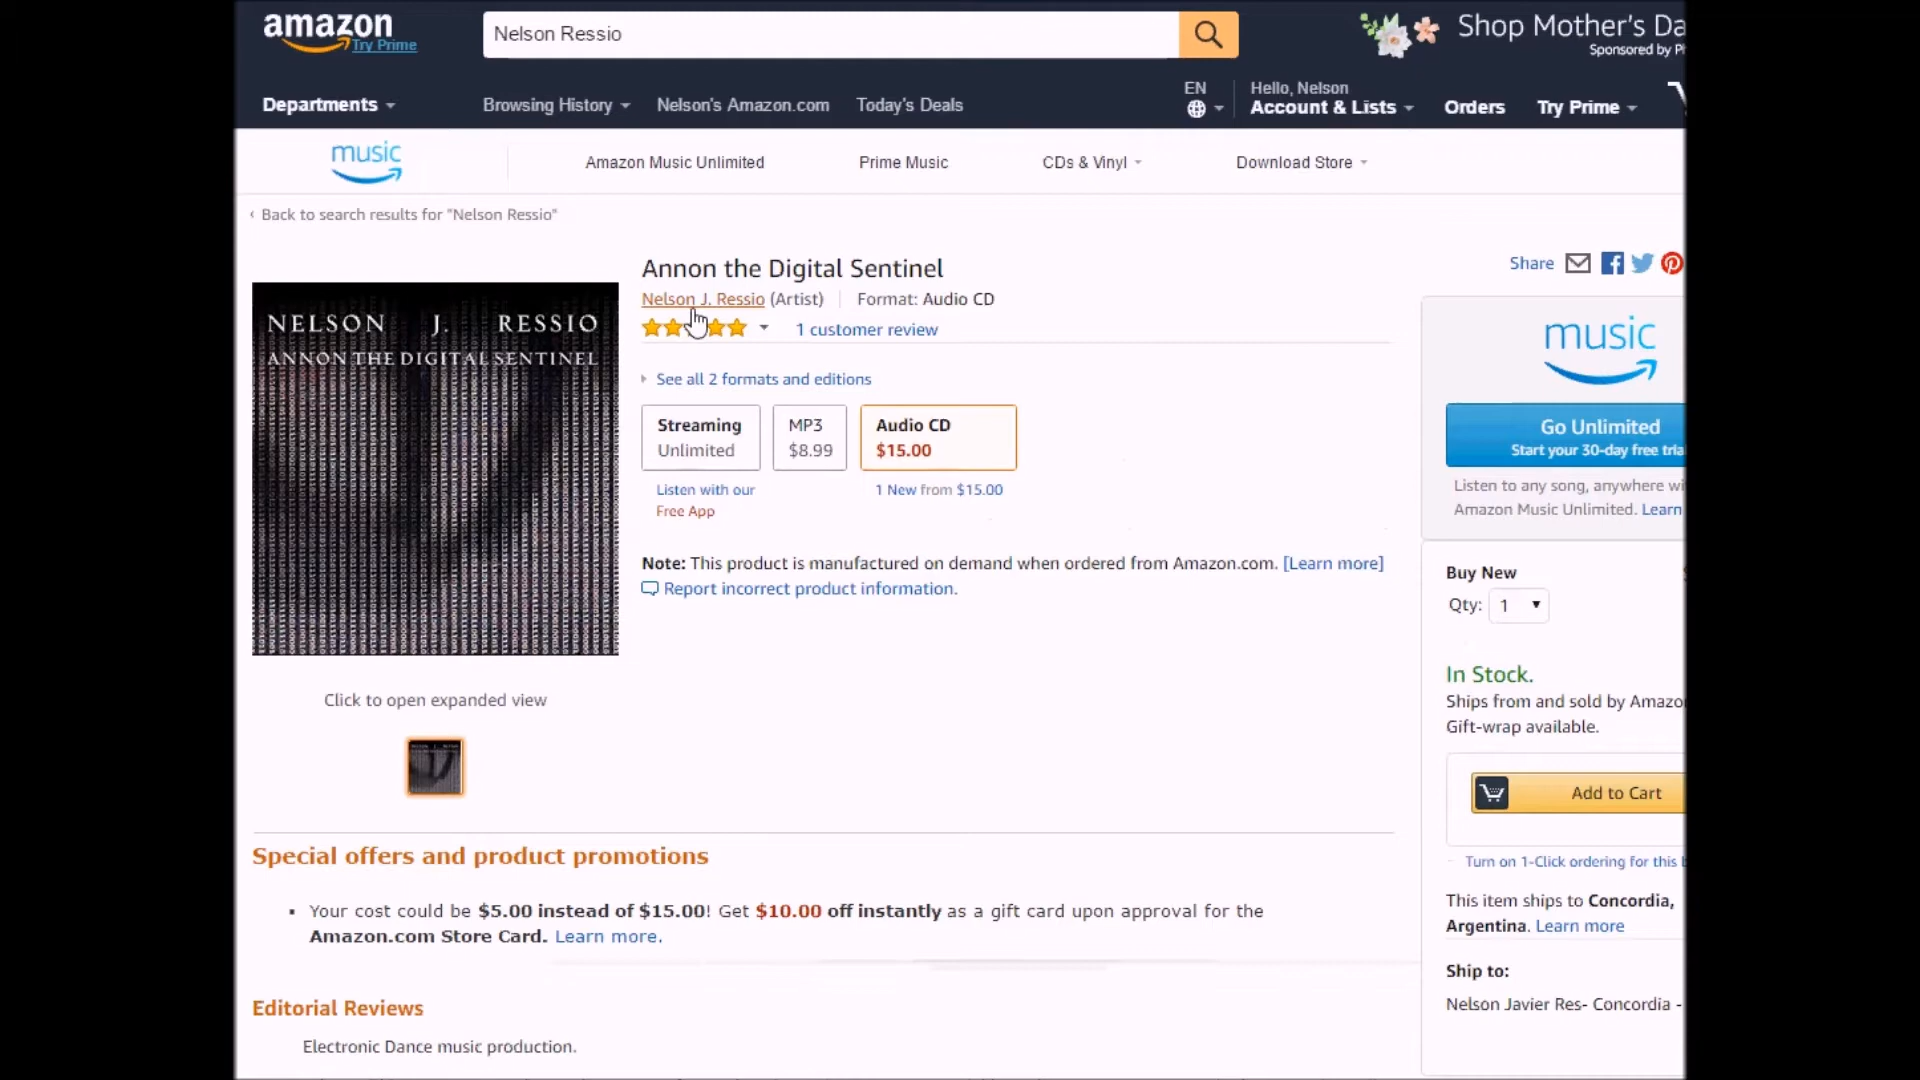 amazon
Try Prime
Nelson Ressio
Shop Mother's Da
Sponsored by
Departments
Browsing History
Nelson's Amazon.com
Today's Deals
EN
Hello, Nelson
Account & Lists
Orders
Try Prime
music
Amazon Music Unlimited
Prime Music
CDs & Vinyl
Download Store
‹ Back to search results for "Nelson Ressio"
Share
NELSON J. RESSIO
ANNON THE DIGITAL SENTINEL
Click to open expanded view
Annon the Digital Sentinel
Nelson J. Ressio (Artist) | Format: Audio CD
1 customer review
See all 2 formats and editions
Streaming
Unlimited
MP3
$8.99
Audio CD
$15.00
Listen with our
Free App
1 New from $15.00
Note: This product is manufactured on demand when ordered from Amazon.com. [Learn more]
Report incorrect product information.
music
Go Unlimited
Start your 30-day free tria
Listen to any song, anywhere wi
Amazon Music Unlimited. Learn
Buy New
Qty: 1
In Stock.
Ships from and sold by Amazo
Gift-wrap available.
Add to Cart
Turn on 1-Click ordering for this b
This item ships to Concordia,
Argentina. Learn more
Ship to:
Nelson Javier Res- Concordia -
Special offers and product promotions
Your cost could be $5.00 instead of $15.00! Get $10.00 off instantly as a gift card upon approval for the
Amazon.com Store Card. Learn more.
Editorial Reviews
Electronic Dance music production.